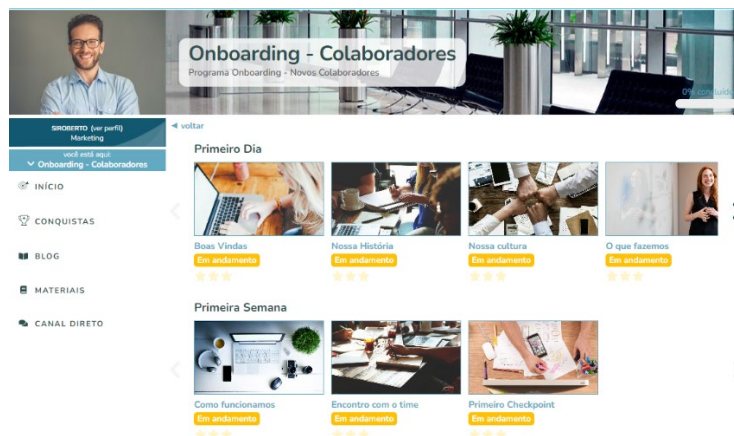 Onboarding - Colaboradores
Programa Onboarding - Novos Colaboradores
0% concluído
SIROBERTO (ver perfil)
Marketing
você está aqui:
Onboarding - Colaboradores
INÍCIO
CONQUISTAS
BLOG
MATERIAIS
CANAL DIRETO
◄ voltar
Primeiro Dia
Boas Vindas
Em andamento
Nossa História
Em andamento
Nossa cultura
Em andamento
O que fazemos
Em andamento
Primeira Semana
Como funcionamos
Em andamento
Encontro com o time
Em andamento
Primeiro Checkpoint
Em andamento